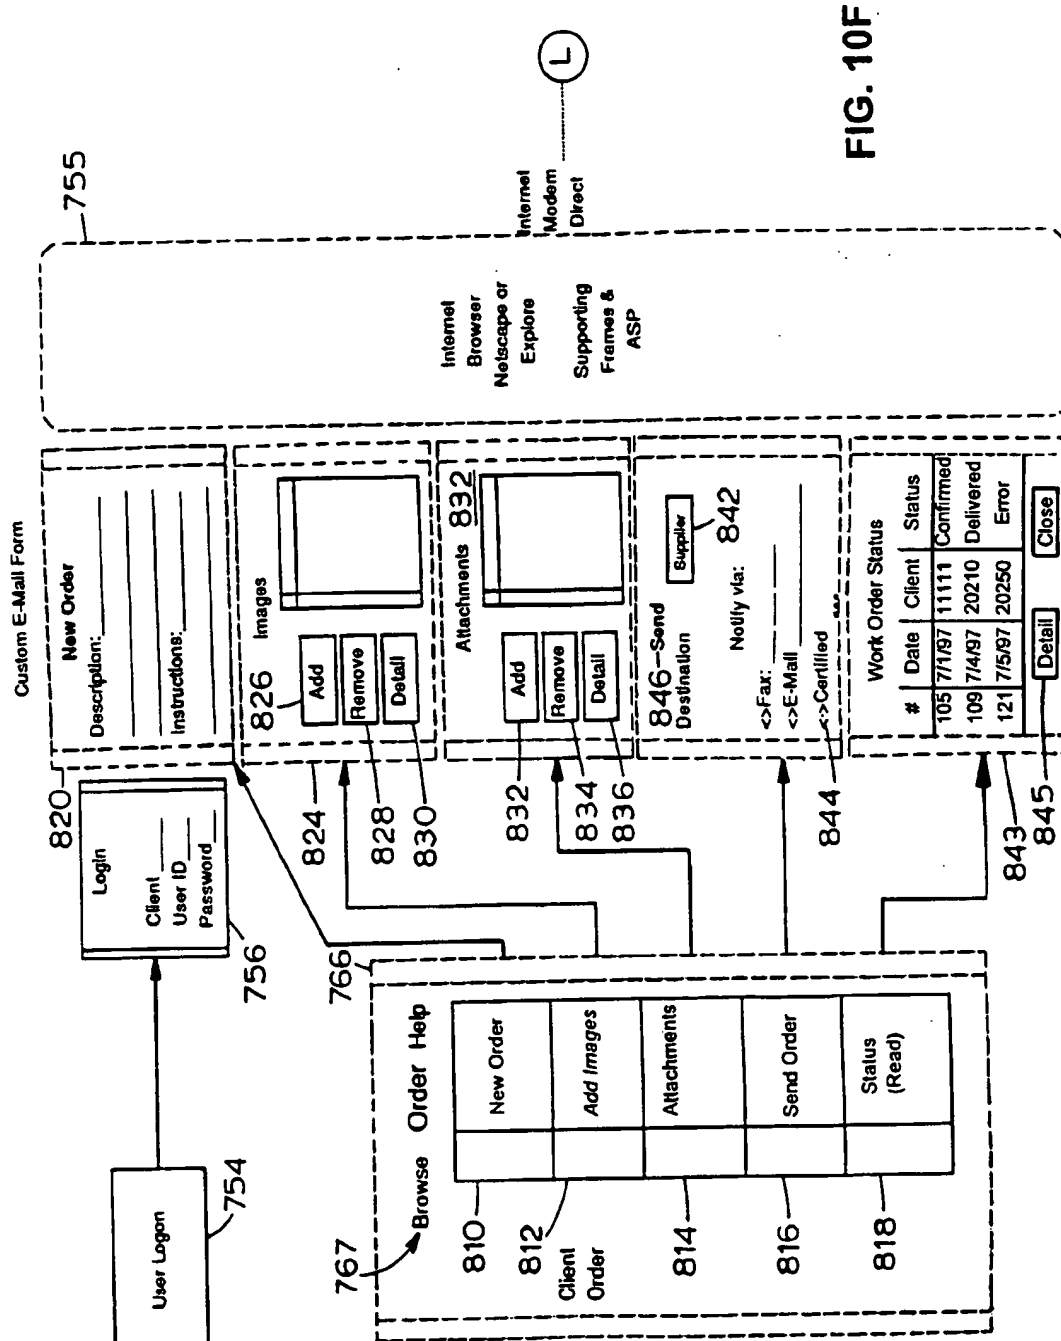 Custom E-Mail Form
User Logon
754
Login
Client
User ID
Password
756
820
New Order
Description:
Instructions:
755
767
766
Browse Order Help
810
New Order
812
Add Images
Client
Order
814
Attachments
816
Send Order
818
Status
(Read)
824
826
Images
Add
Remove
Detail
828
830
Attachments 832
Add
Remove
Detail
832
834
836
846-Send
Destination
Supplier
842
Notify via:
<>Fax:
<>E-Mail
<>Certified
844
Work Order Status
# Date Client Status
105 7/1/97 11111 Confirmed
109 7/4/97 20210 Delivered
121 7/5/97 20250 Error
Detail Close
843
845
Internet
Browser
Netscape or
Explore
Supporting
Frames &
ASP
Internet
Modem
Direct
L
FIG. 10F